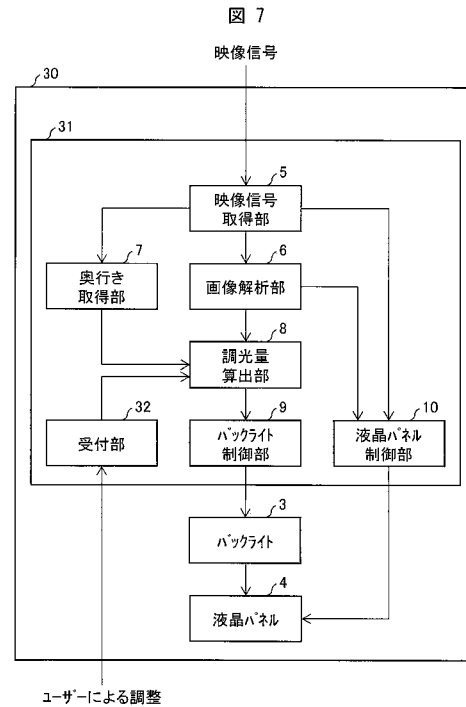 図 7
映像信号
30
31
5
映像信号
取得部
7
奥行き
取得部
6
画像解析部
8
調光量
算出部
32
受付部
9
バックライト
制御部
10
液晶パネル
制御部
3
バックライト
4
液晶パネル
ユーザーによる調整